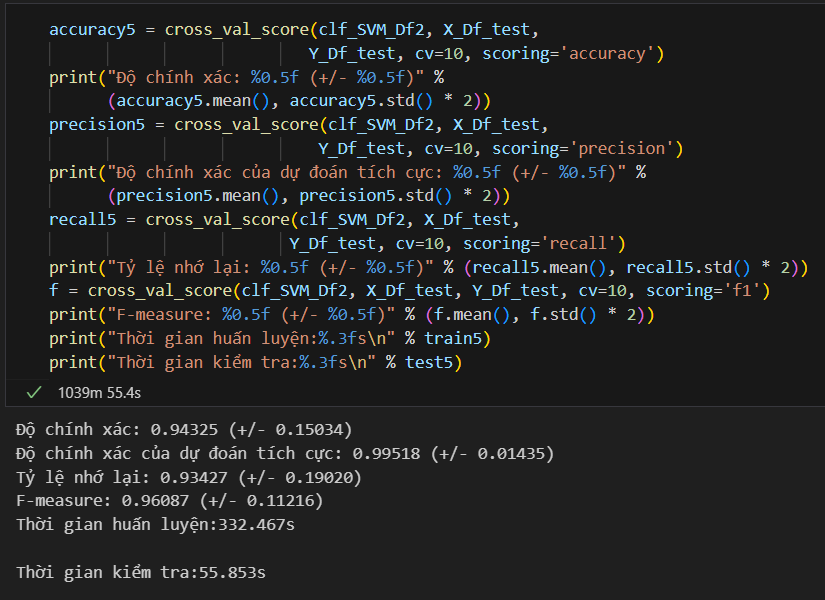 accuracy5 = cross_val_score(clf_SVM_Df2, X_Df_test,
Y_Df_test, cv=10, scoring='accuracy')
print("Độ chính xác: %0.5f (+/- %0.5f)" %
(accuracy5.mean(), accuracy5.std() * 2))
precision5 = cross_val_score(clf_SVM_Df2, X_Df_test,
Y_Df_test, cv=10, scoring='precision')
print("Độ chính xác của dự đoán tích cực: %0.5f (+/- %0.5f)" %
(precision5.mean(), precision5.std() * 2))
recall5 = cross_val_score(clf_SVM_Df2, X_Df_test,
Y_Df_test, cv=10, scoring='recall')
print("Tỷ lệ nhớ lại: %0.5f (+/- %0.5f)" % (recall5.mean(), recall5.std() * 2))
f = cross_val_score(clf_SVM_Df2, X_Df_test, Y_Df_test, cv=10, scoring='f1')
print("F-measure: %0.5f (+/- %0.5f)" % (f.mean(), f.std() * 2))
print("Thời gian huấn luyện:%.3fs\n" % train5)
print("Thời gian kiểm tra:%.3fs\n" % test5)
1039m 55.4s
Độ chính xác: 0.94325 (+/- 0.15034)
Độ chính xác của dự đoán tích cực: 0.99518 (+/- 0.01435)
Tỷ lệ nhớ lại: 0.93427 (+/- 0.19020)
F-measure: 0.96087 (+/- 0.11216)
Thời gian huấn luyện:332.467s
Thời gian kiểm tra:55.853s